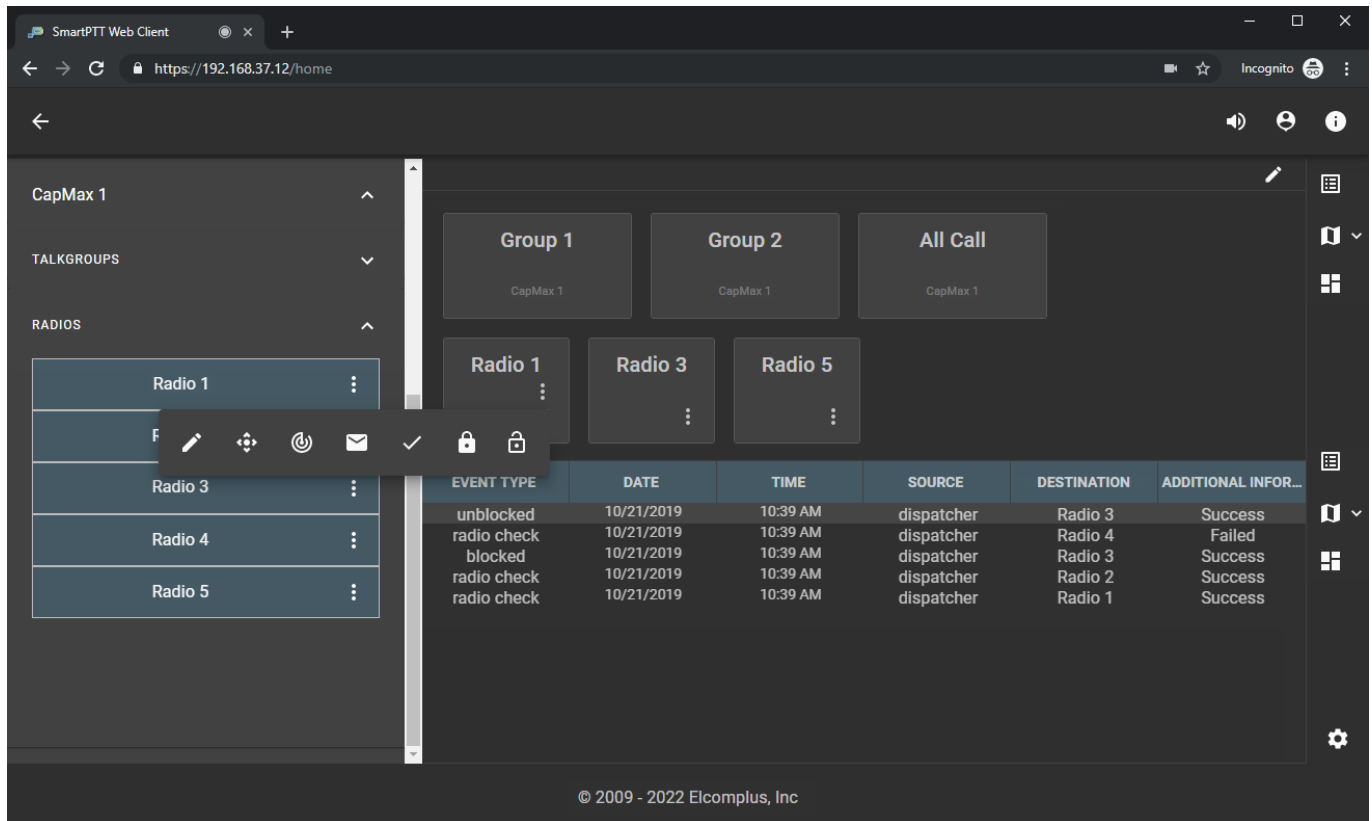 SmartPTT Web Client
https://192.168.37.12/home
Incognito
CapMax 1
TALKGROUPS
RADIOS
Radio 1
Radio 3
Radio 4
Radio 5
Group 1
CapMax 1
Group 2
CapMax 1
All Call
CapMax 1
Radio 1
Radio 3
Radio 5
EVENT TYPE DATE TIME SOURCE DESTINATION ADDITIONAL INFOR...
unblocked 10/21/2019 10:39 AM dispatcher Radio 3 Success
radio check 10/21/2019 10:39 AM dispatcher Radio 4 Failed
blocked 10/21/2019 10:39 AM dispatcher Radio 3 Success
radio check 10/21/2019 10:39 AM dispatcher Radio 2 Success
radio check 10/21/2019 10:39 AM dispatcher Radio 1 Success
© 2009 - 2022 Elcomplus, Inc